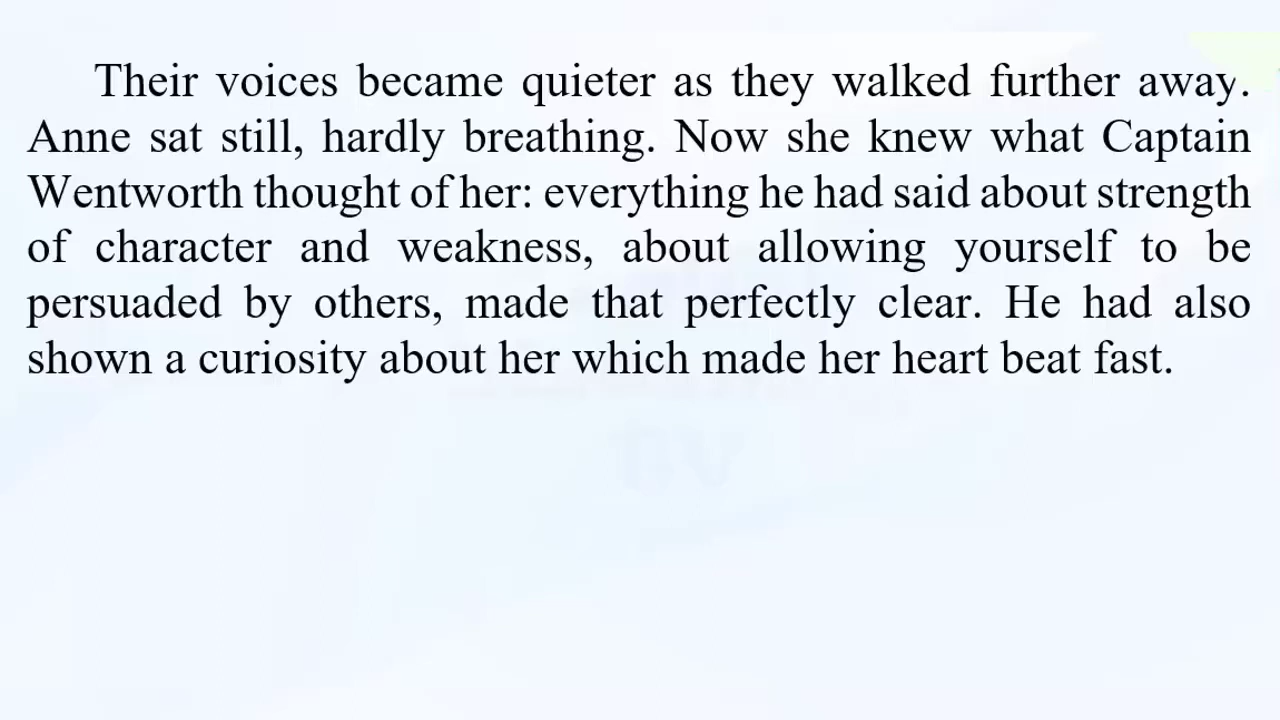 Their voices became quieter as they walked further away.
Anne sat still, hardly breathing. Now she knew what Captain
Wentworth thought of her: everything he had said about strength
of character and weakness, about allowing yourself to be
persuaded by others, made that perfectly clear. He had also
shown a curiosity about her which made her heart beat fast.